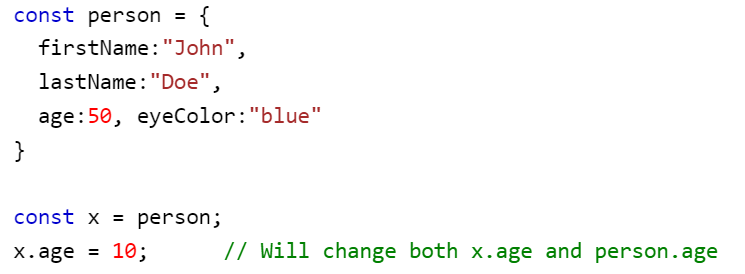 const person = {
  firstName:"John",
  lastName:"Doe",
  age:50, eyeColor:"blue"
}

const x = person;
x.age = 10;      // Will change both x.age and person.age